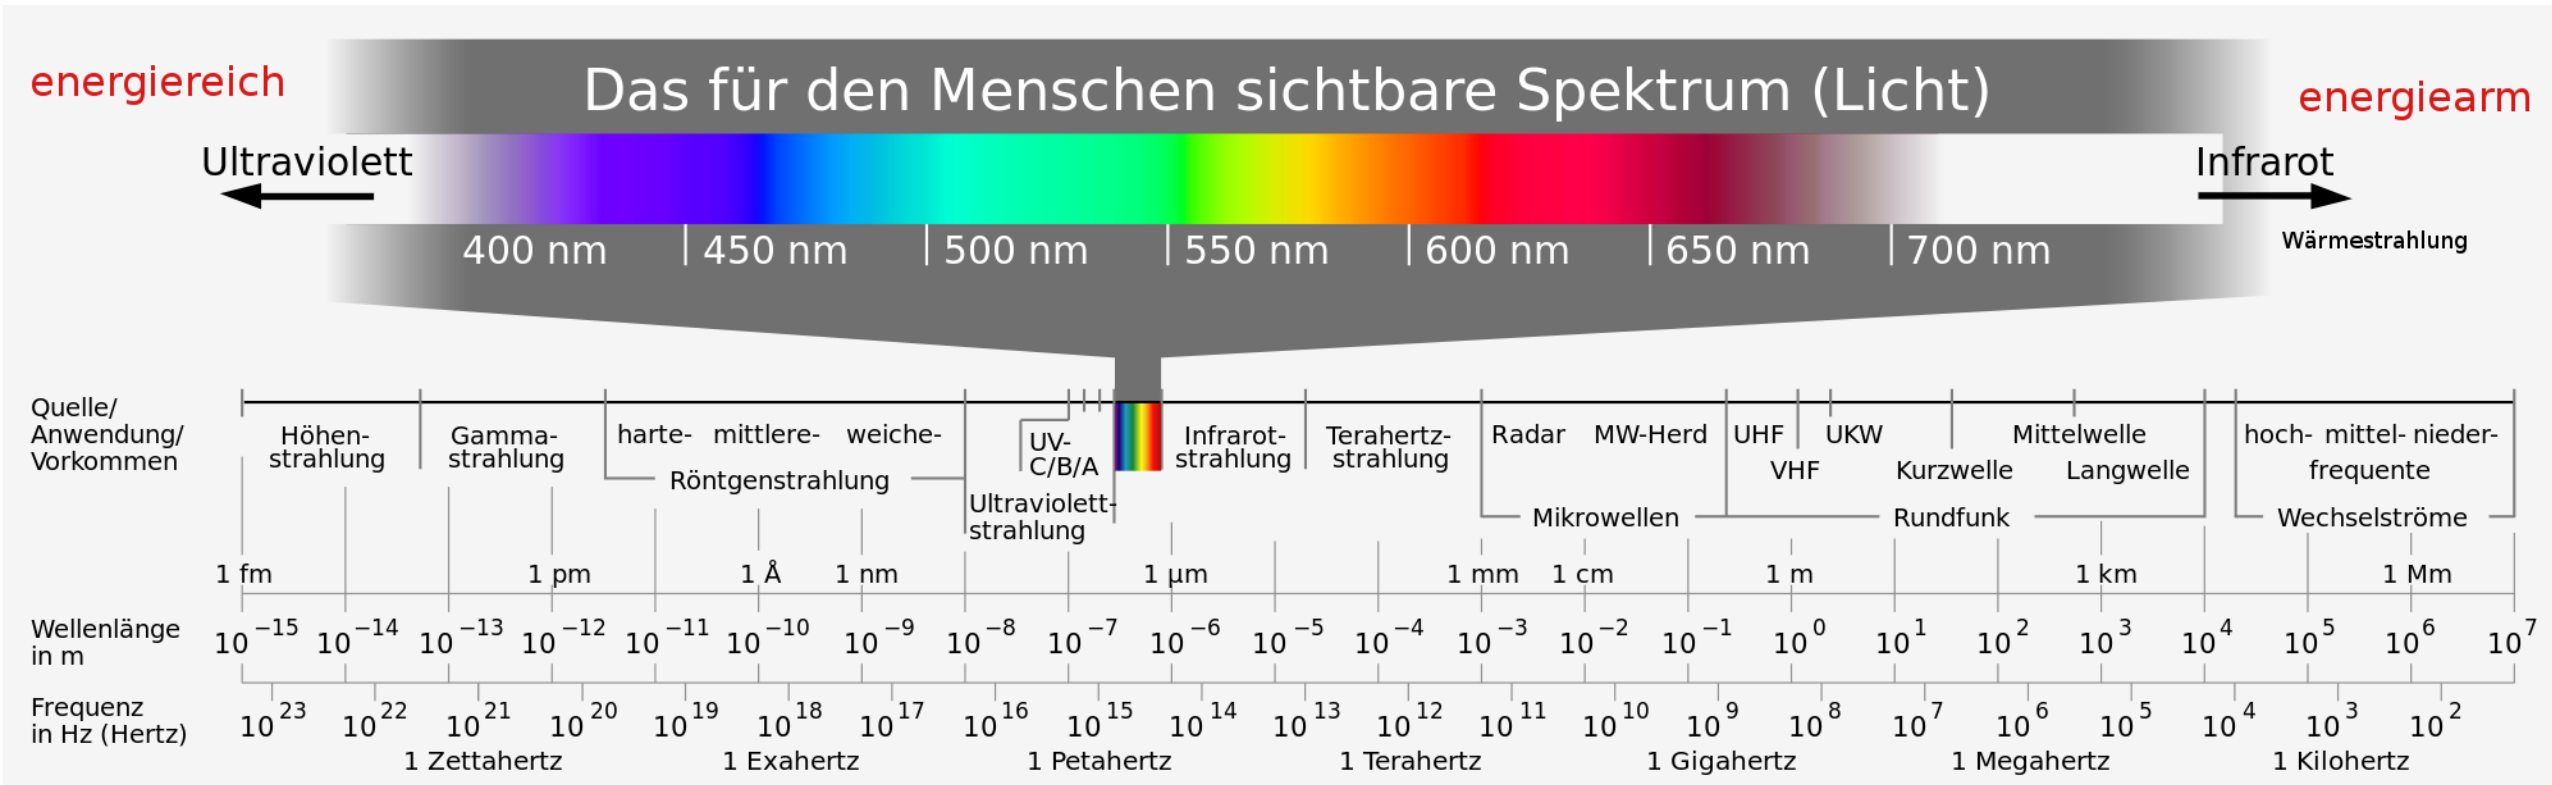 energiereich
Das für den Menschen sichtbare Spektrum (Licht)
energiearm
Ultraviolett
Infrarot
400 nm 450 nm 500 nm 550 nm 600 nm 650 nm 700 nm
Wärmestrahlung
Quelle/
Anwendung/
Vorkommen
Höhen-
strahlung
Gamma-
strahlung
harte- mittlere- weiche-
Röntgenstrahlung
UV-
C/B/A
Ultraviolett-
strahlung
Infrarot-
strahlung
Terahertz-
strahlung
Radar MW-Herd
Mikrowellen
UHF UKW Mittelwelle
VHF Kurzwelle Langwelle
Rundfunk
hoch- mittel- nieder-
frequente
Wechselströme
1 fm 1 pm 1 Å 1 nm 1 µm 1 mm 1 cm 1 m 1 km 1 Mm
Wellenlänge
in m
10⁻¹⁵ 10⁻¹⁴ 10⁻¹³ 10⁻¹² 10⁻¹¹ 10⁻¹⁰ 10⁻⁹ 10⁻⁸ 10⁻⁷ 10⁻⁶ 10⁻⁵ 10⁻⁴ 10⁻³ 10⁻² 10⁻¹ 10⁰ 10¹ 10² 10³ 10⁴ 10⁵ 10⁶ 10⁷
Frequenz
in Hz (Hertz)
10²³ 10²² 10²¹ 10²⁰ 10¹⁹ 10¹⁸ 10¹⁷ 10¹⁶ 10¹⁵ 10¹⁴ 10¹³ 10¹² 10¹¹ 10¹⁰ 10⁹ 10⁸ 10⁷ 10⁶ 10⁵ 10⁴ 10³ 10²
1 Zettahertz 1 Exahertz 1 Petahertz 1 Terahertz 1 Gigahertz 1 Megahertz 1 Kilohertz